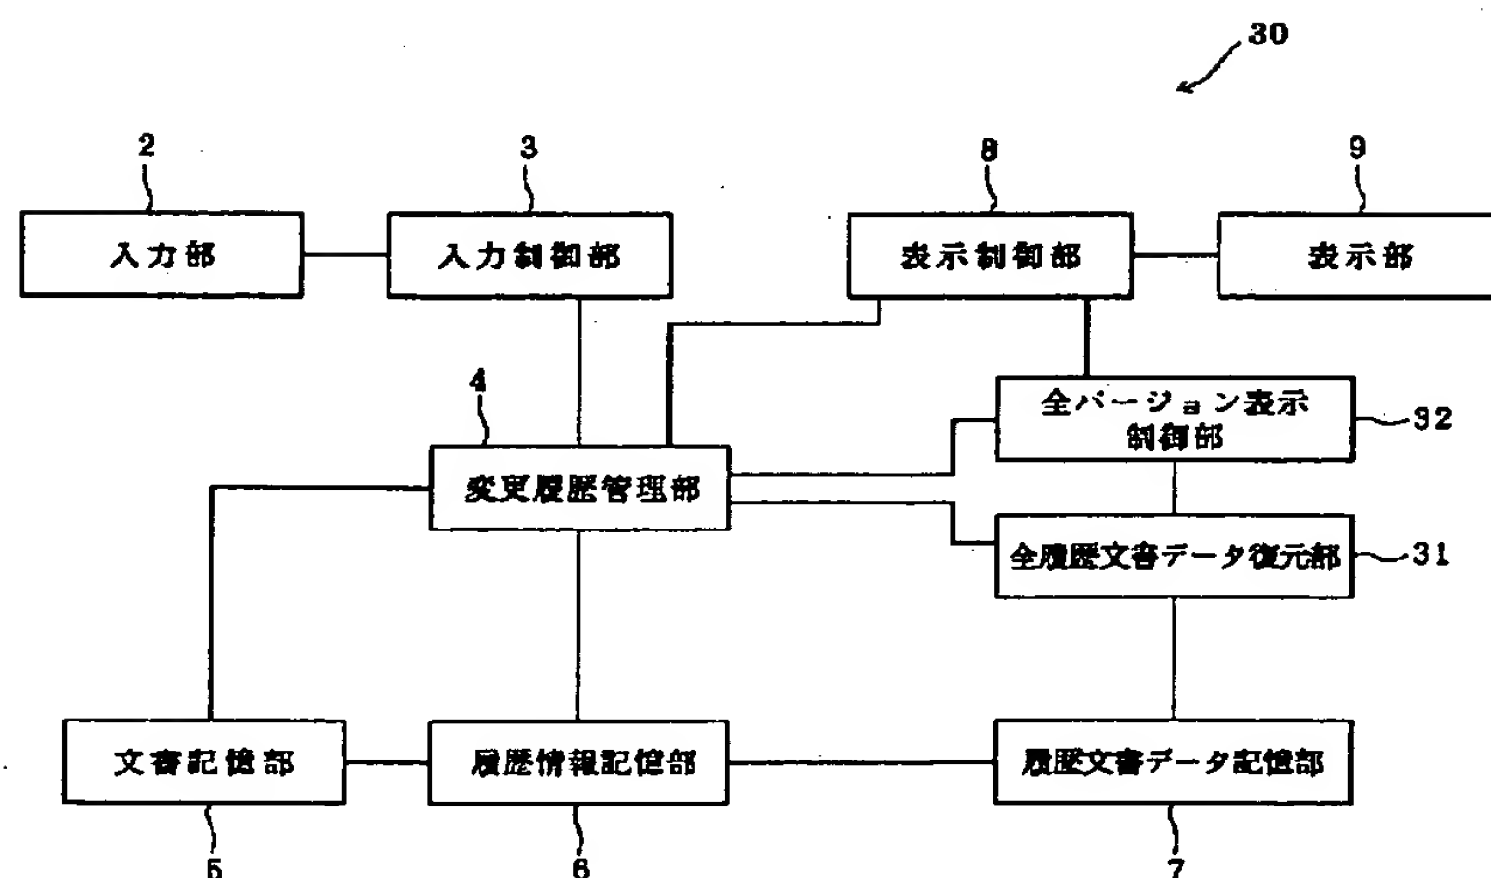 30
2
3
8
9
入力部
入力制御部
表示制御部
表示部
4
全バージョン表示
制御部
32
変更履歴管理部
全履歴文書データ復元部
31
文書記憶部
履歴情報記憶部
履歴文書データ記憶部
5
6
7